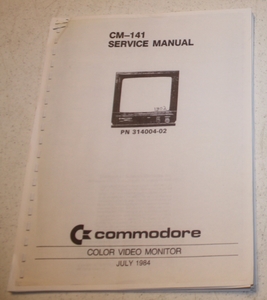 CM-141
SERVICE MANUAL
PN 314004-02
commodore
COLOR VIDEO MONITOR
JULY 1984